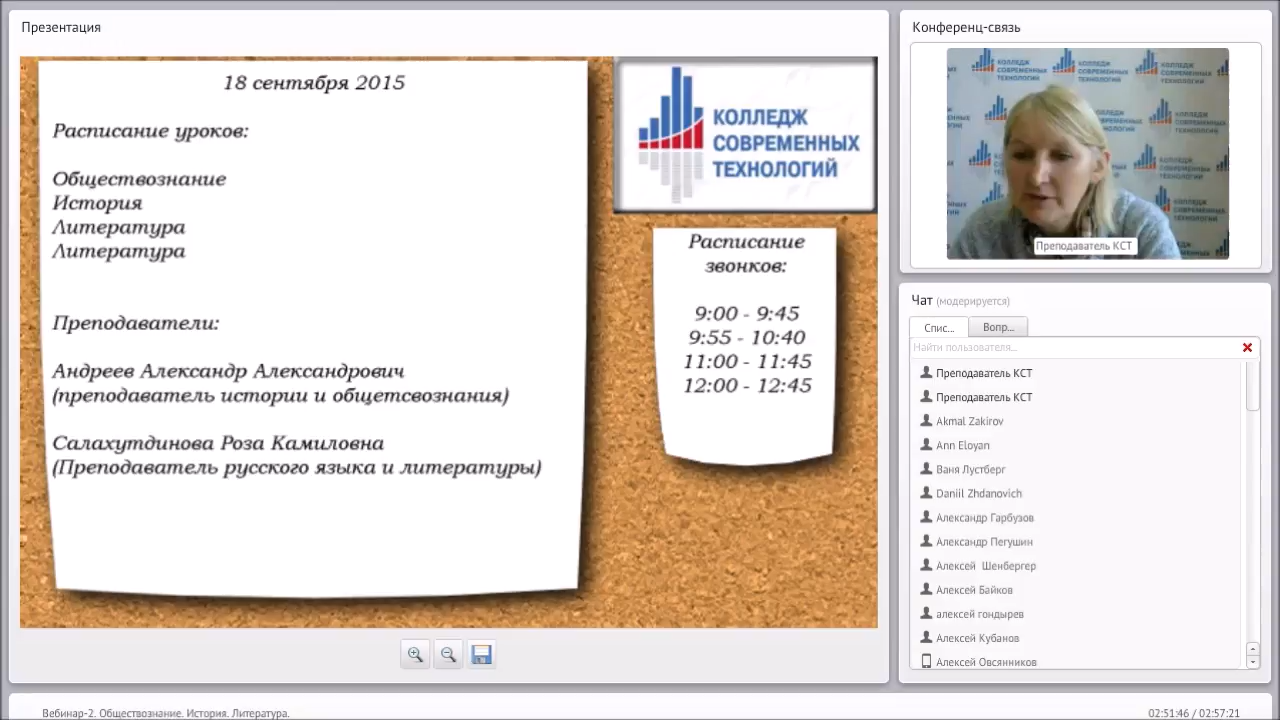 Презентация
18 сентября 2015
Расписание уроков:
Обществознание
История
Литература
Литература
Преподаватели:
Андреев Александр Александрович
(преподаватель истории и общетсвознания)
Салахутдинова Роза Камиловна
(Преподаватель русского языка и литературы)
КОЛЛЕДЖ
СОВРЕМЕННЫХ
ТЕХНОЛОГИЙ
Расписание
звонков:
9:00 - 9:45
9:55 - 10:40
11:00 - 11:45
12:00 - 12:45
Конференц-связь
КОЛЛЕДЖ
СОВРЕМЕННЫХ
ТЕХНОЛОГИЙ
Преподаватель КСТ
Чат (модерируется)
Спис...
Вопр...
Найти пользователя...
Преподаватель КСТ
Преподаватель КСТ
Akmal Zakirov
Ann Eloyan
Ваня Лустберг
Daniil Zhdanovich
Александр Гарбузов
Александр Пегушин
Алексей Шенбергер
Алексей Байков
алексей гондырев
Алексей Кубанов
Алексей Овсянников
Вебинар-2. Обществознание. История. Литература.
02:51:46 / 02:57:21